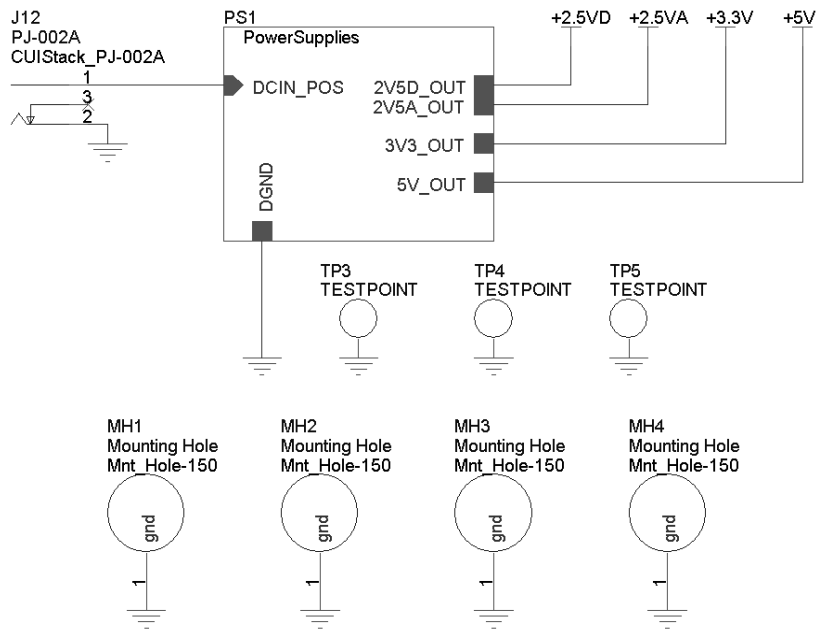 J12
PJ-002A
CUIStack_PJ-002A
1
3
2
PS1
PowerSupplies
DCIN_POS
2V5D_OUT
2V5A_OUT
3V3_OUT
5V_OUT
DGND
+2.5VD
+2.5VA
+3.3V
+5V
TP3
TESTPOINT
TP4
TESTPOINT
TP5
TESTPOINT
MH1
Mounting Hole
Mnt_Hole-150
gnd
1
MH2
Mounting Hole
Mnt_Hole-150
gnd
1
MH3
Mounting Hole
Mnt_Hole-150
gnd
1
MH4
Mounting Hole
Mnt_Hole-150
gnd
1